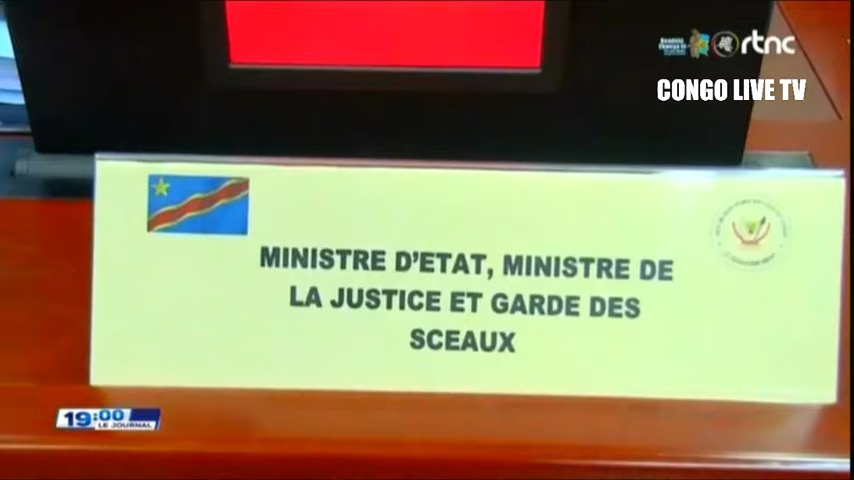 rtnc
CONGO LIVE TV
MINISTRE D'ETAT, MINISTRE DE
LA JUSTICE ET GARDE DES
SCEAUX
19:00
LE JOURNAL